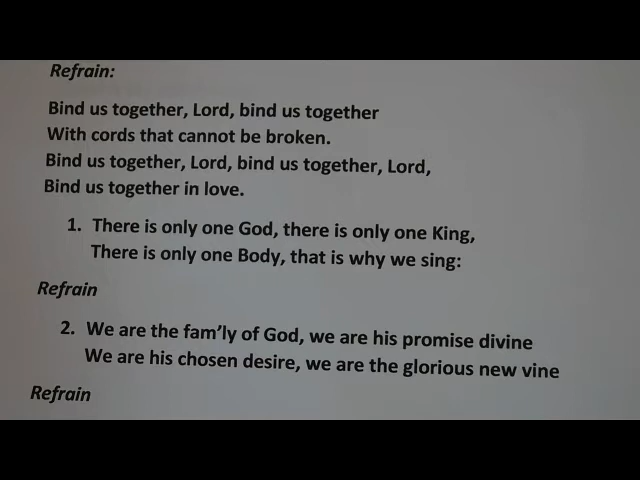 Refrain:
Bind us together, Lord, bind us together
With cords that cannot be broken.
Bind us together, Lord, bind us together, Lord,
Bind us together in love.
1. There is only one God, there is only one King,
There is only one Body, that is why we sing:
Refrain
2. We are the fam'ly of God, we are his promise divine
We are his chosen desire, we are the glorious new vine
Refrain